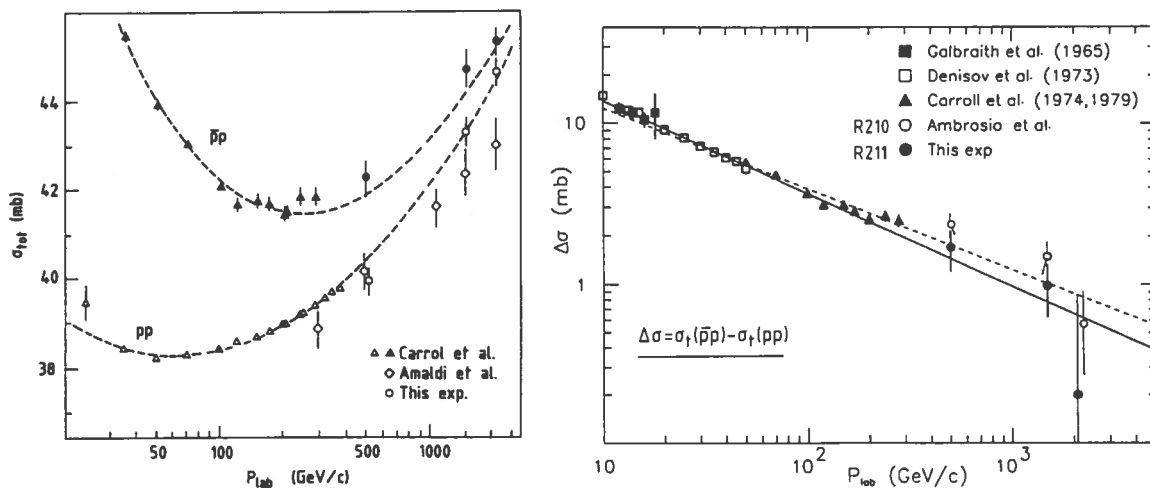 44
42
40
38
σtot (mb)
p̄p
pp
△ ▲ Carrol et al.
◇ Amaldi et al.
○ This exp.
50 100 500 1000
Plab (GeV/c)
10
1
Δσ (mb)
■ Galbraith et al. (1965)
□ Denisov et al. (1973)
▲ Carroll et al. (1974,1979)
R210 ○ Ambrosio et al.
R211 ● This exp
Δσ=σt(p̄p)-σt(pp)
10 10² 10³
Plab (GeV/c)